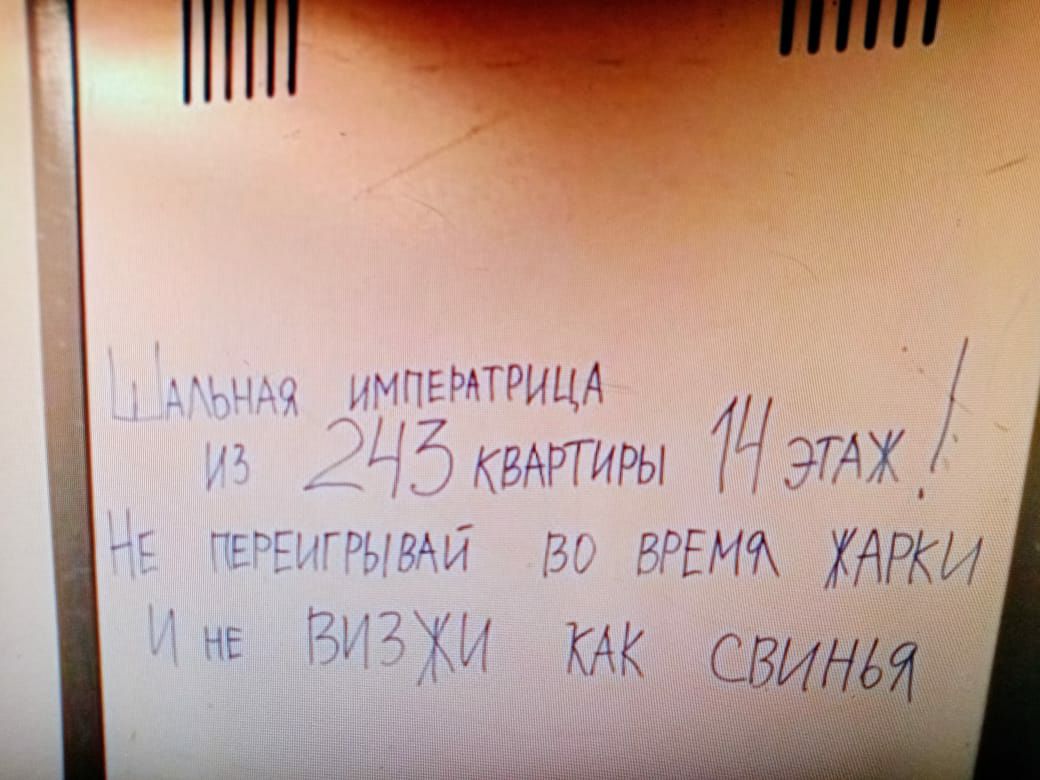 Шальная императрица
из 243 квартиры 14 этаж!
Не переигрывай во время жарки
и не визжи как свинья